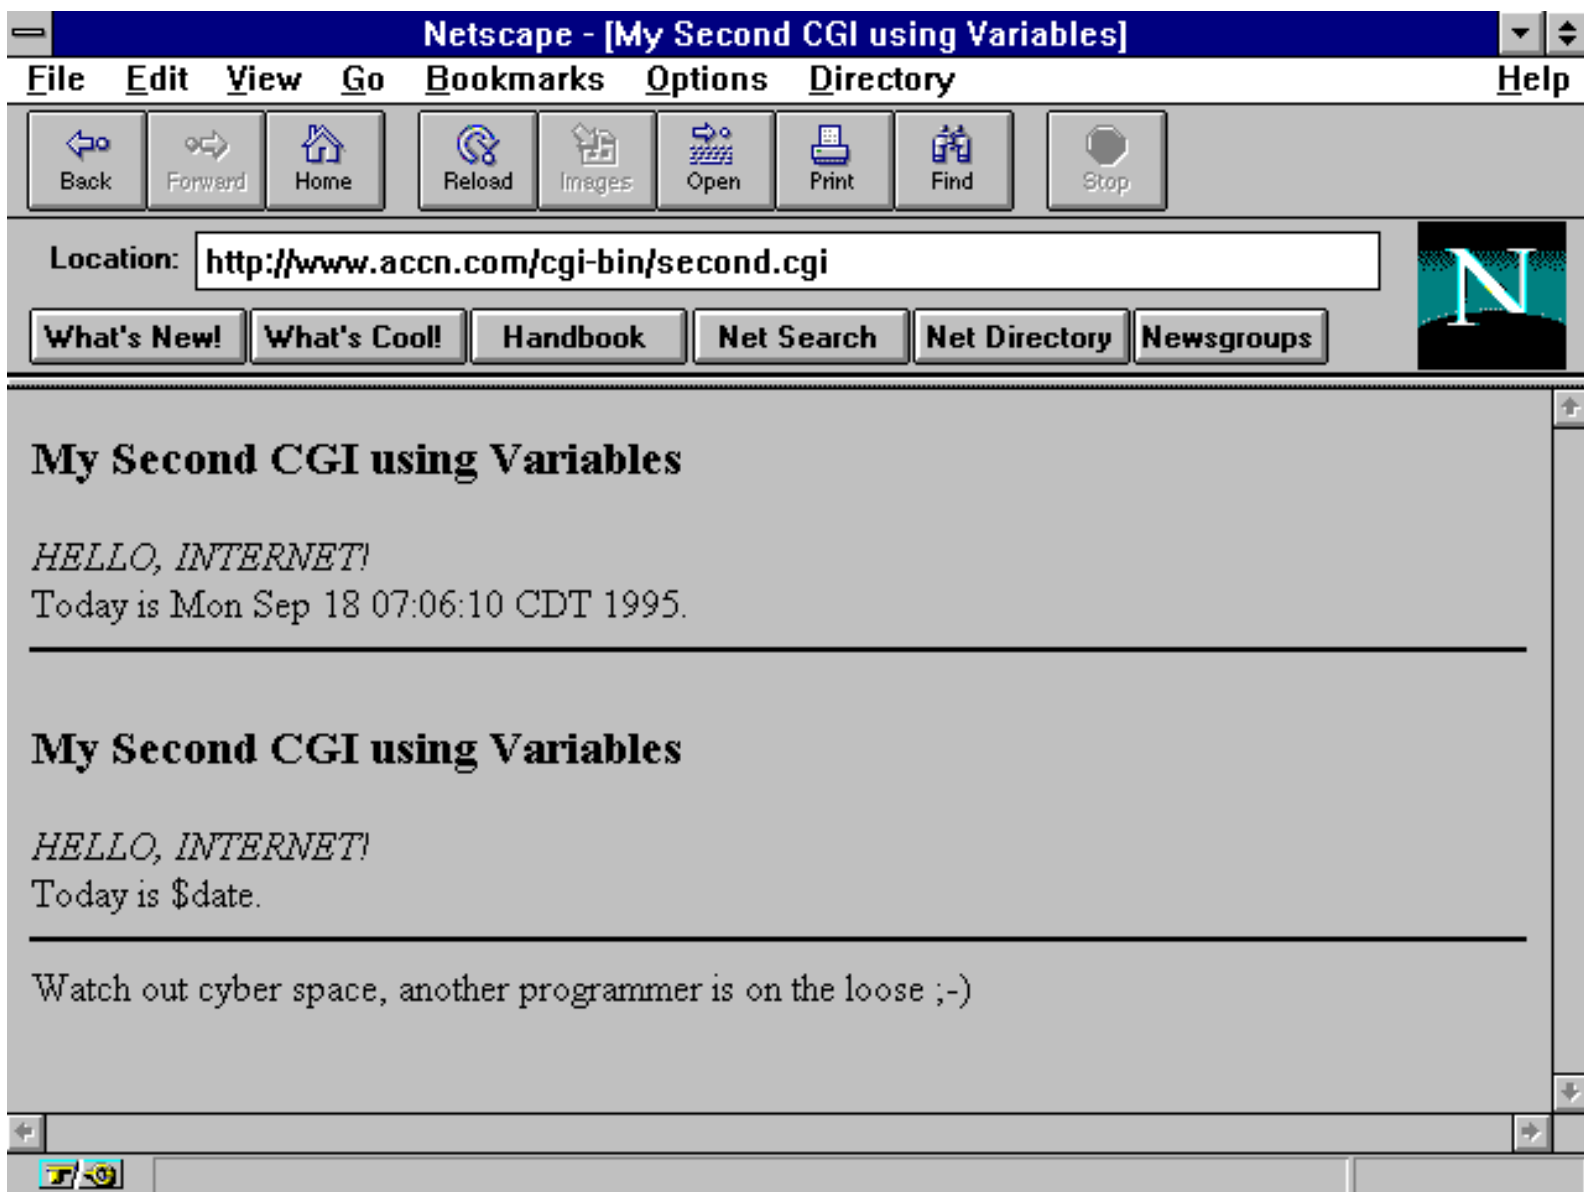 Netscape - [My Second CGI using Variables]
File Edit View Go Bookmarks Options Directory Help
Back Forward Home Reload Images Open Print Find Stop
Location: http://www.accn.com/cgi-bin/second.cgi
N
What's New! What's Cool! Handbook Net Search Net Directory Newsgroups
My Second CGI using Variables
HELLO, INTERNET!
Today is Mon Sep 18 07:06:10 CDT 1995.
My Second CGI using Variables
HELLO, INTERNET!
Today is $date.
Watch out cyber space, another programmer is on the loose ;-)